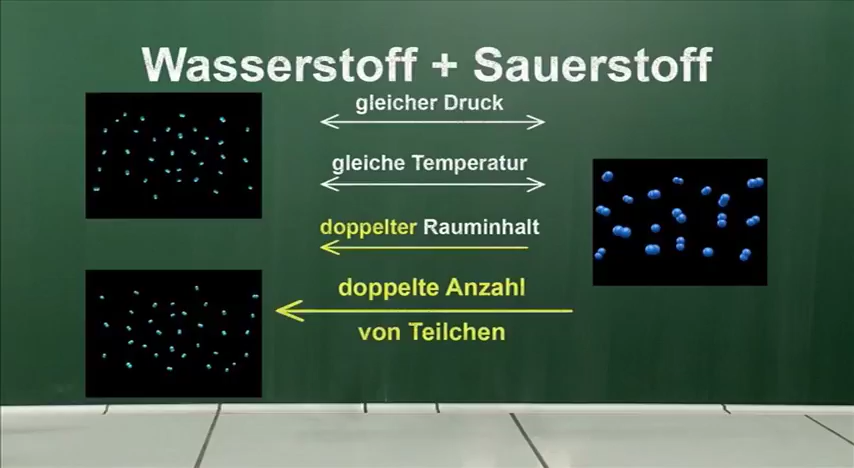 Wasserstoff + Sauerstoff
gleicher Druck
gleiche Temperatur
doppelter Rauminhalt
doppelte Anzahl
von Teilchen